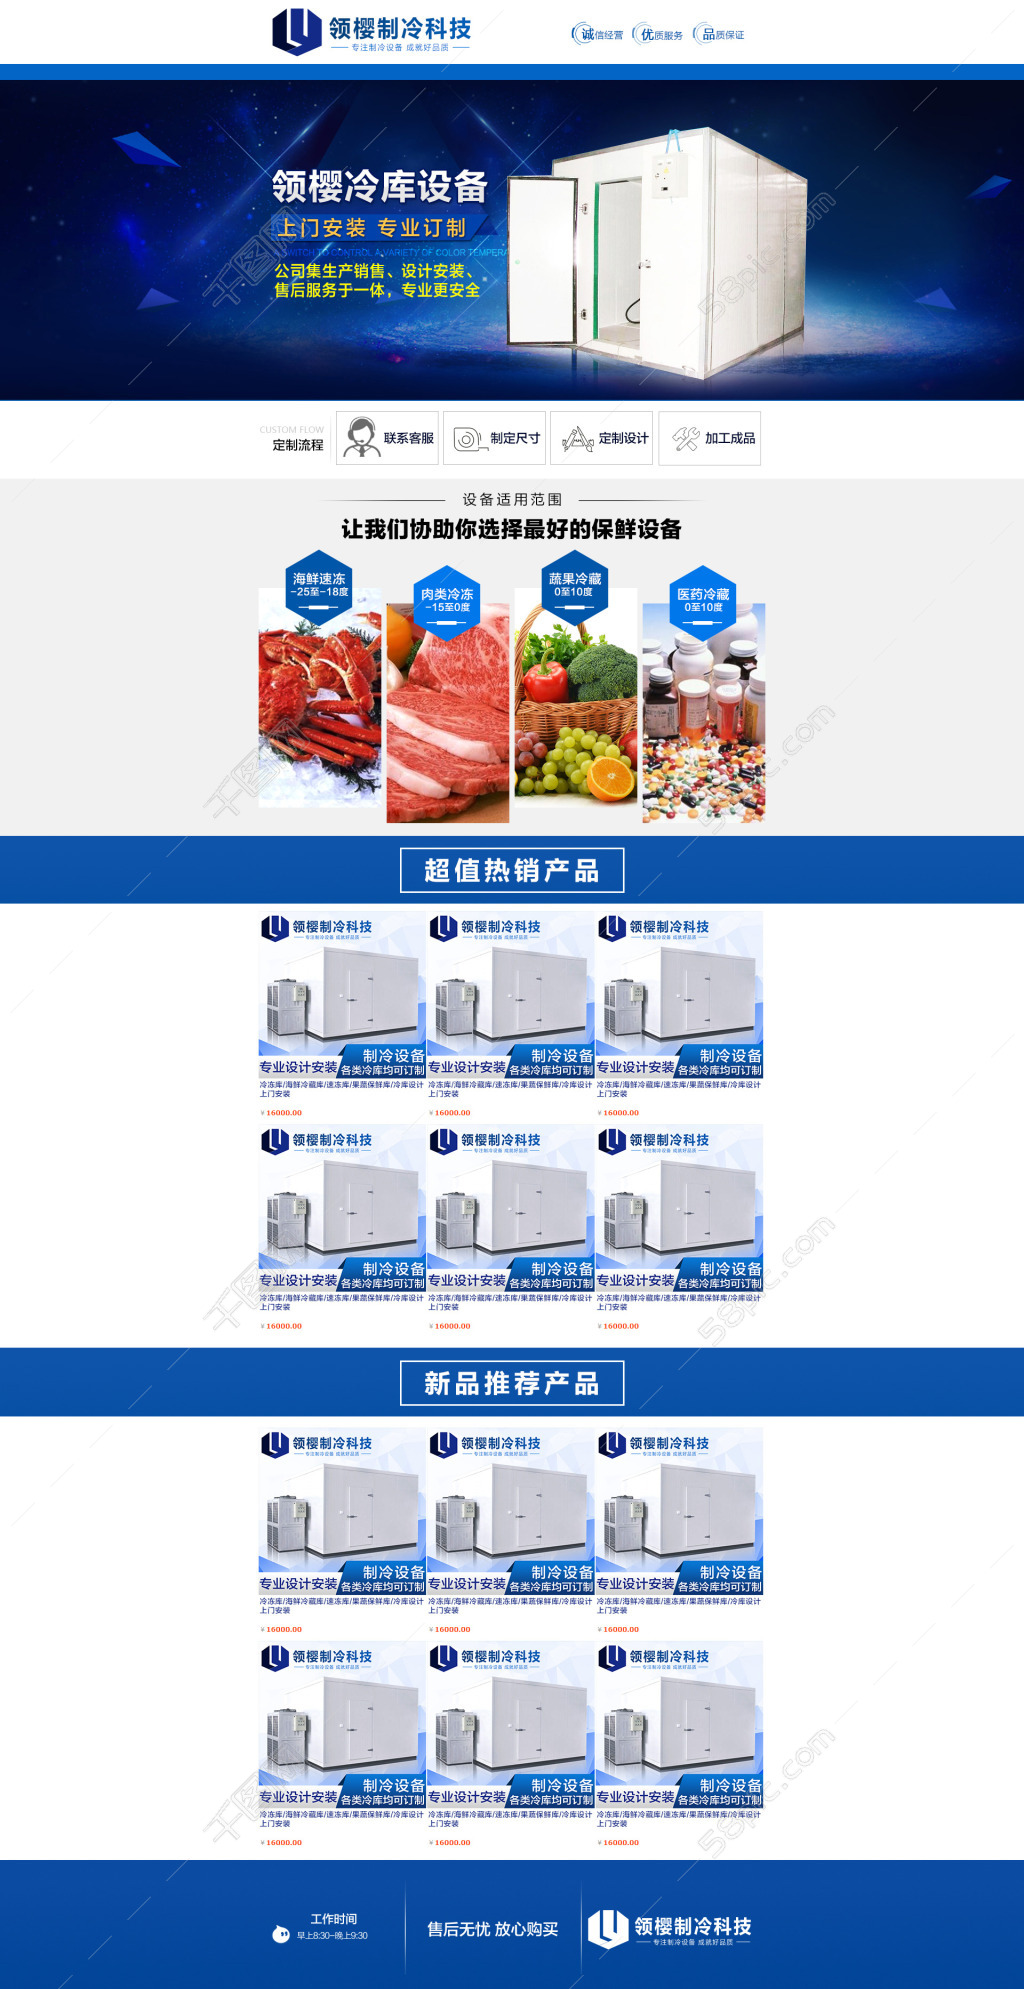 领樱制冷科技
专注制冷设备 成就好品质
诚信经营 优质服务 品质保证
领樱冷库设备
上门安装 专业订制
SWITCH TO CONTROL A VARIETY OF COLOR TEMPERA
公司集生产销售、设计安装、
售后服务于一体，专业更安全
CUSTOM FLOW
定制流程
联系客服 制定尺寸 定制设计 加工成品
设备适用范围
让我们协助你选择最好的保鲜设备
海鲜速冻
-25至-18度
肉类冷冻
-15至0度
蔬果冷藏
0至10度
医药冷藏
0至10度
超值热销产品
领樱制冷科技 领樱制冷科技 领樱制冷科技
专注制冷设备 成就好品质 专注制冷设备 成就好品质 专注制冷设备 成就好品质
制冷设备 制冷设备 制冷设备
专业设计安装 各类冷库均可订制 专业设计安装 各类冷库均可订制 专业设计安装 各类冷库均可订制
冷冻库/海鲜冷藏库/速冻库/果蔬保鲜库/冷库设计 冷冻库/海鲜冷藏库/速冻库/果蔬保鲜库/冷库设计 冷冻库/海鲜冷藏库/速冻库/果蔬保鲜库/冷库设计
上门安装 上门安装 上门安装
¥16000.00 ¥16000.00 ¥16000.00
领樱制冷科技 领樱制冷科技 领樱制冷科技
专注制冷设备 成就好品质 专注制冷设备 成就好品质 专注制冷设备 成就好品质
制冷设备 制冷设备 制冷设备
专业设计安装 各类冷库均可订制 专业设计安装 各类冷库均可订制 专业设计安装 各类冷库均可订制
冷冻库/海鲜冷藏库/速冻库/果蔬保鲜库/冷库设计 冷冻库/海鲜冷藏库/速冻库/果蔬保鲜库/冷库设计 冷冻库/海鲜冷藏库/速冻库/果蔬保鲜库/冷库设计
上门安装 上门安装 上门安装
¥16000.00 ¥16000.00 ¥16000.00
新品推荐产品
领樱制冷科技 领樱制冷科技 领樱制冷科技
专注制冷设备 成就好品质 专注制冷设备 成就好品质 专注制冷设备 成就好品质
制冷设备 制冷设备 制冷设备
专业设计安装 各类冷库均可订制 专业设计安装 各类冷库均可订制 专业设计安装 各类冷库均可订制
冷冻库/海鲜冷藏库/速冻库/果蔬保鲜库/冷库设计 冷冻库/海鲜冷藏库/速冻库/果蔬保鲜库/冷库设计 冷冻库/海鲜冷藏库/速冻库/果蔬保鲜库/冷库设计
上门安装 上门安装 上门安装
¥16000.00 ¥16000.00 ¥16000.00
领樱制冷科技 领樱制冷科技 领樱制冷科技
专注制冷设备 成就好品质 专注制冷设备 成就好品质 专注制冷设备 成就好品质
制冷设备 制冷设备 制冷设备
专业设计安装 各类冷库均可订制 专业设计安装 各类冷库均可订制 专业设计安装 各类冷库均可订制
冷冻库/海鲜冷藏库/速冻库/果蔬保鲜库/冷库设计 冷冻库/海鲜冷藏库/速冻库/果蔬保鲜库/冷库设计 冷冻库/海鲜冷藏库/速冻库/果蔬保鲜库/冷库设计
上门安装 上门安装 上门安装
¥16000.00 ¥16000.00 ¥16000.00
工作时间
早上8:30-晚上9:30
售后无忧 放心购买
领樱制冷科技
专注制冷设备 成就好品质
千图网
58pic.com